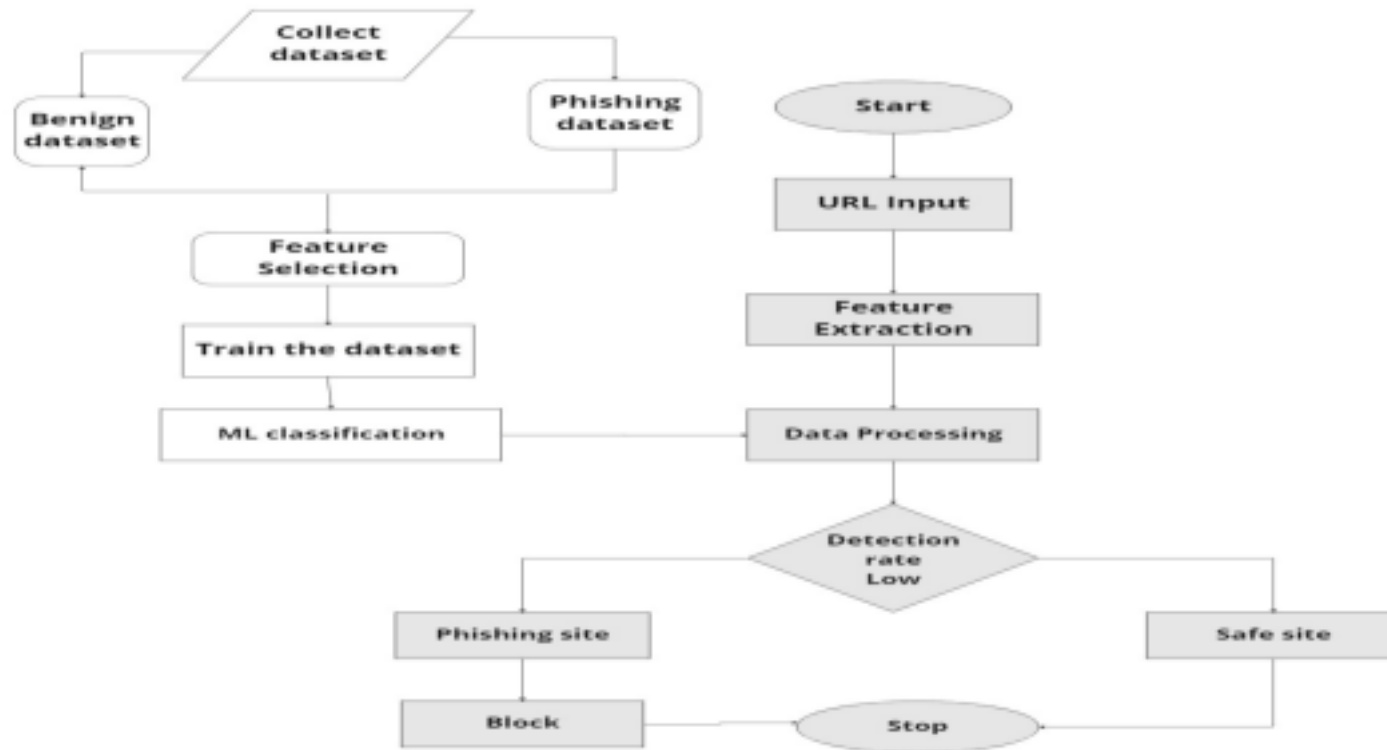 Collect
dataset
Benign
dataset
Phishing
dataset
Feature
Selection
Train the dataset
ML classification
Start
URL Input
Feature
Extraction
Data Processing
Detection
rate
Low
Phishing site
Safe site
Block
Stop